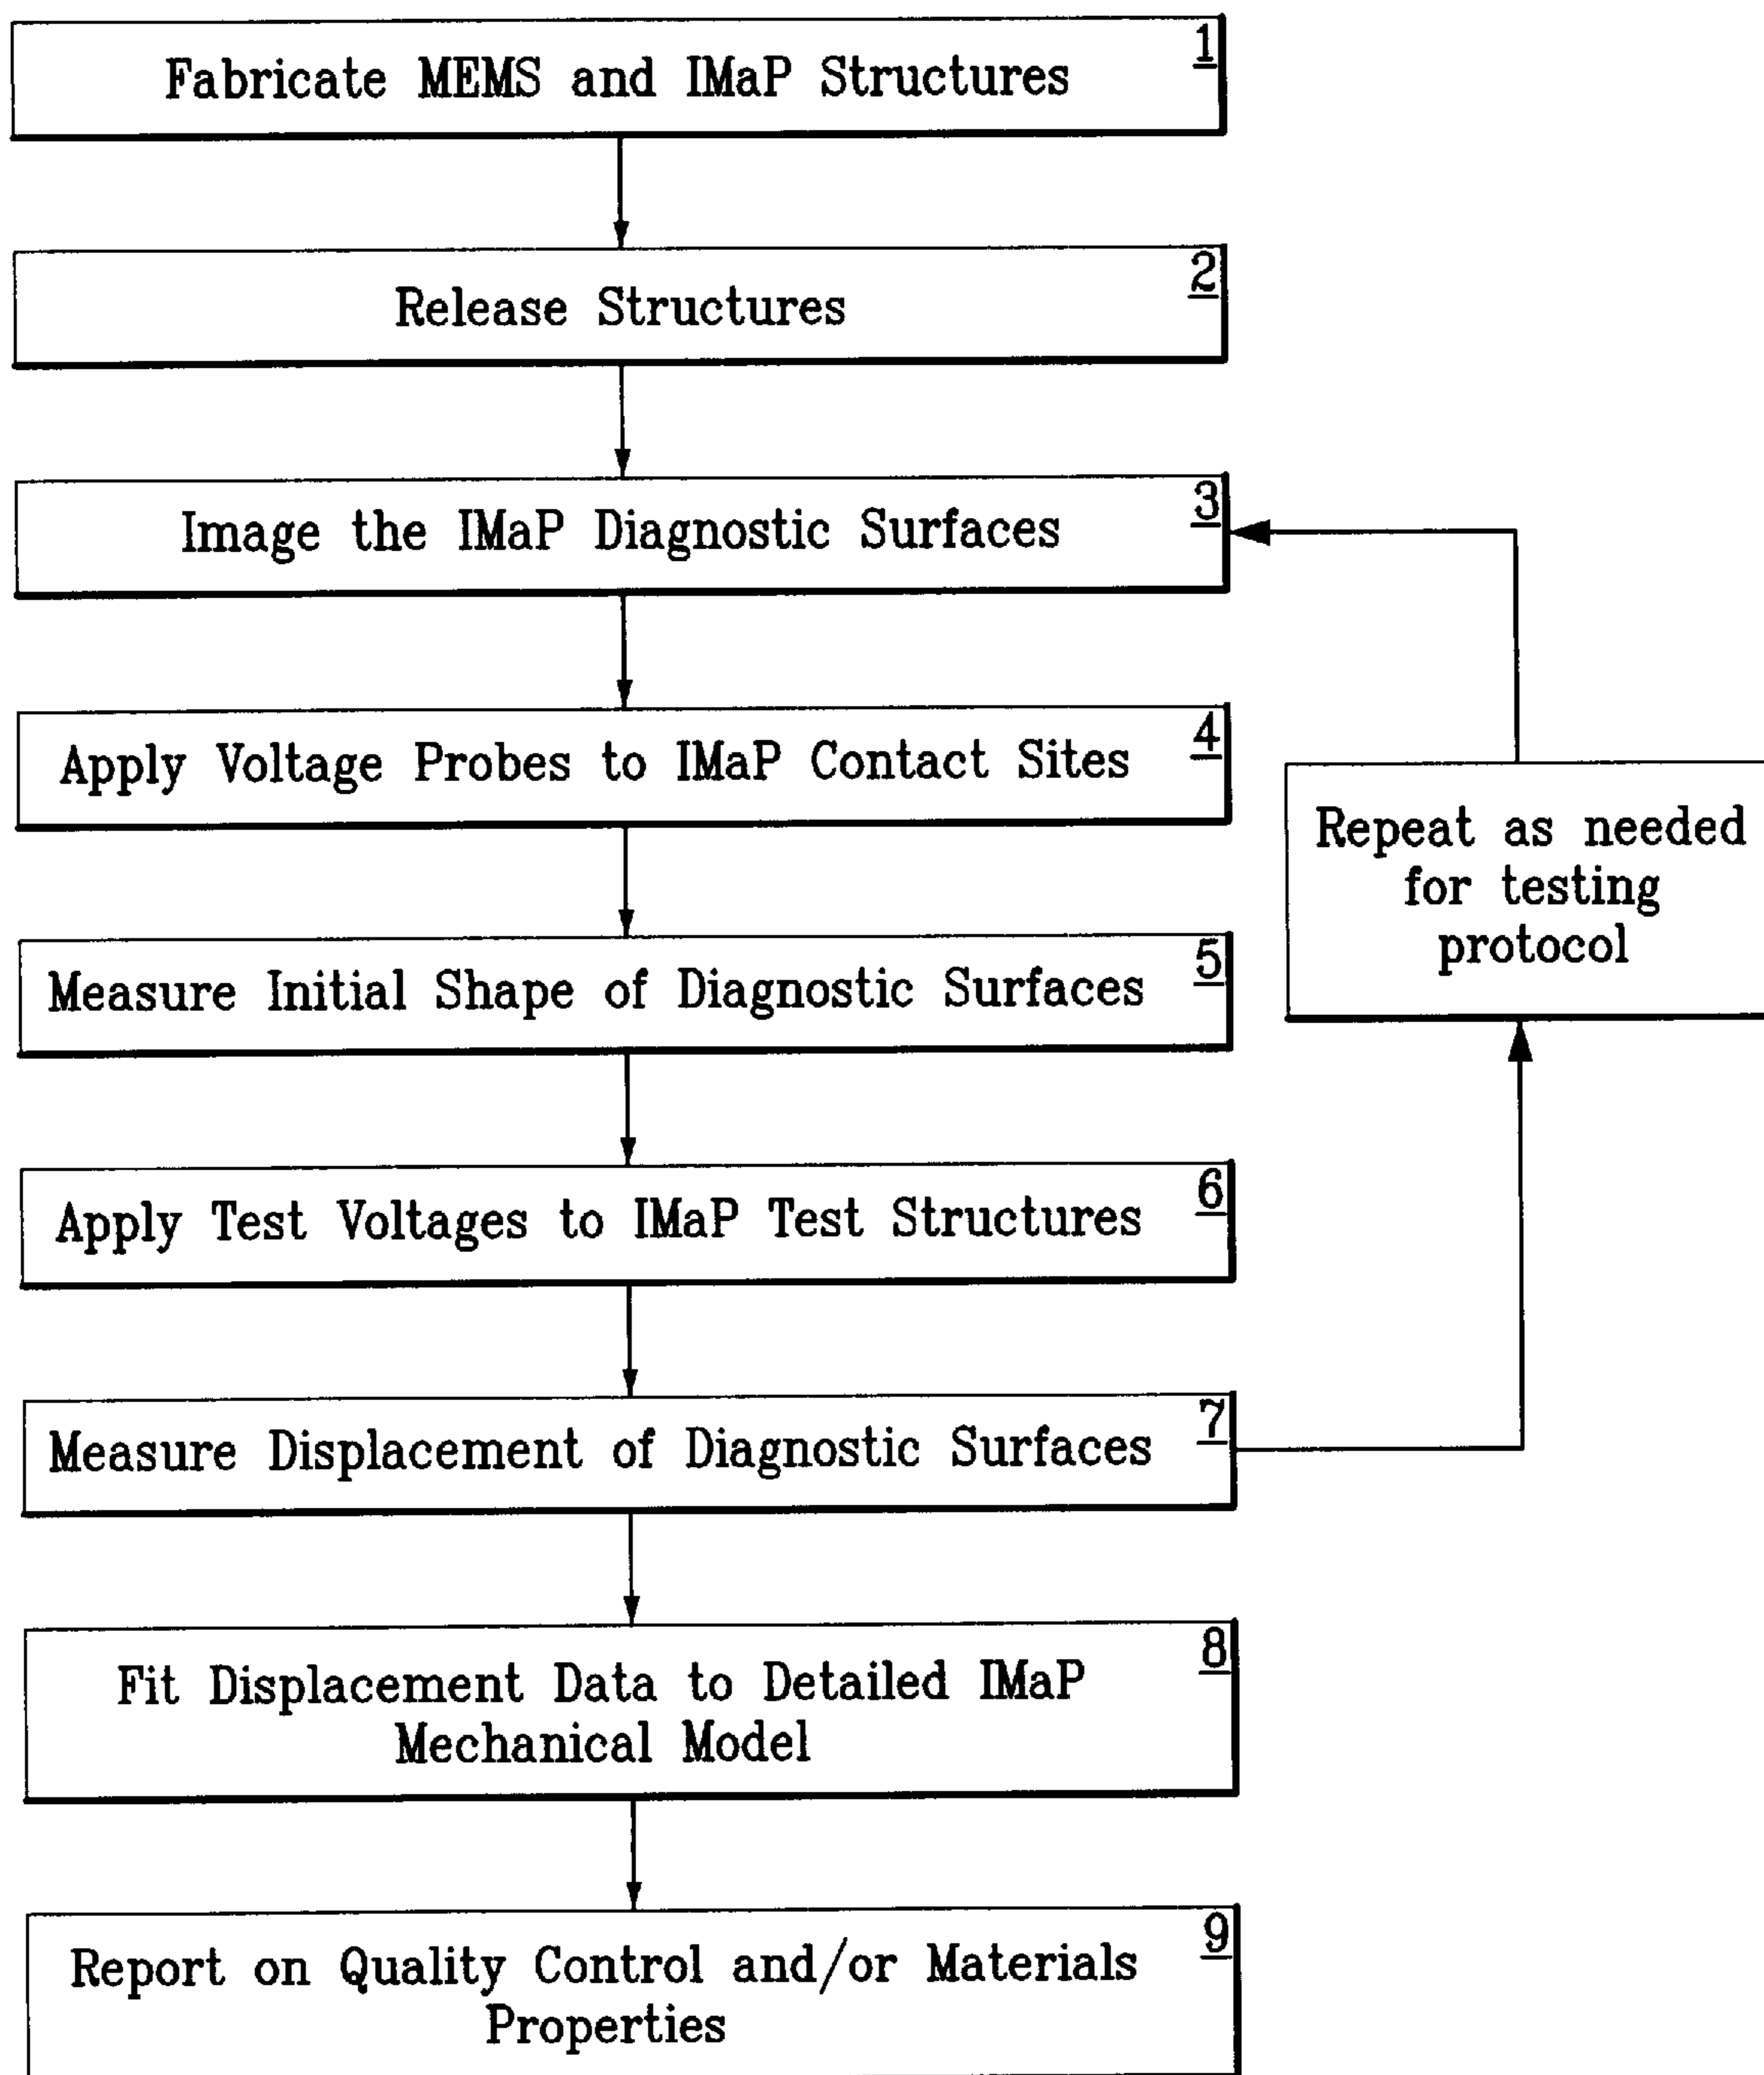 1
Fabricate MEMS and IMaP Structures
2
Release Structures
3
Image the IMaP Diagnostic Surfaces
4
Apply Voltage Probes to IMaP Contact Sites
5
Measure Initial Shape of Diagnostic Surfaces
6
Apply Test Voltages to IMaP Test Structures
7
Measure Displacement of Diagnostic Surfaces
Repeat as needed
for testing
protocol
8
Fit Displacement Data to Detailed IMaP
Mechanical Model
9
Report on Quality Control and/or Materials
Properties